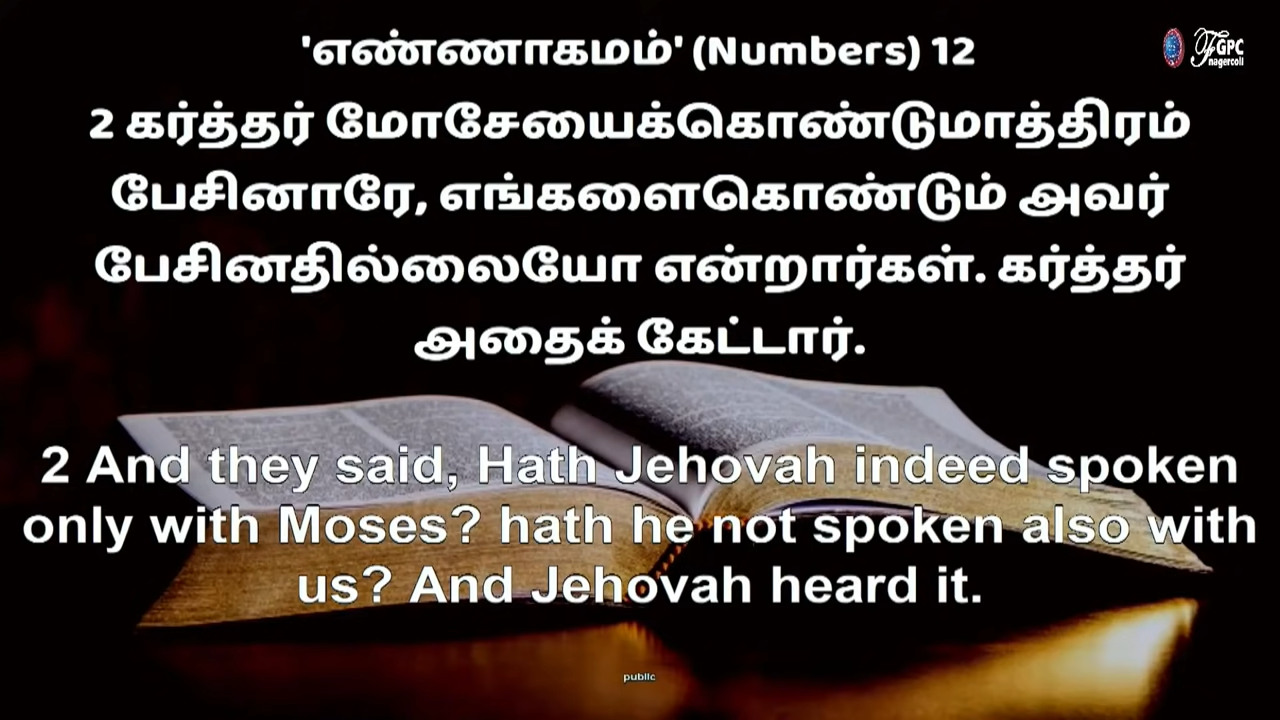 'எண்ணாகமம்' (Numbers) 12
FGPC
nagercoil
2 கர்த்தர் மோசேயைக்கொண்டுமாத்திரம்
பேசினாரே, எங்களைகொண்டும் அவர்
பேசினதில்லையோ என்றார்கள். கர்த்தர்
அதைக் கேட்டார்.
2 And they said, Hath Jehovah indeed spoken
only with Moses? hath he not spoken also with
us? And Jehovah heard it.
public